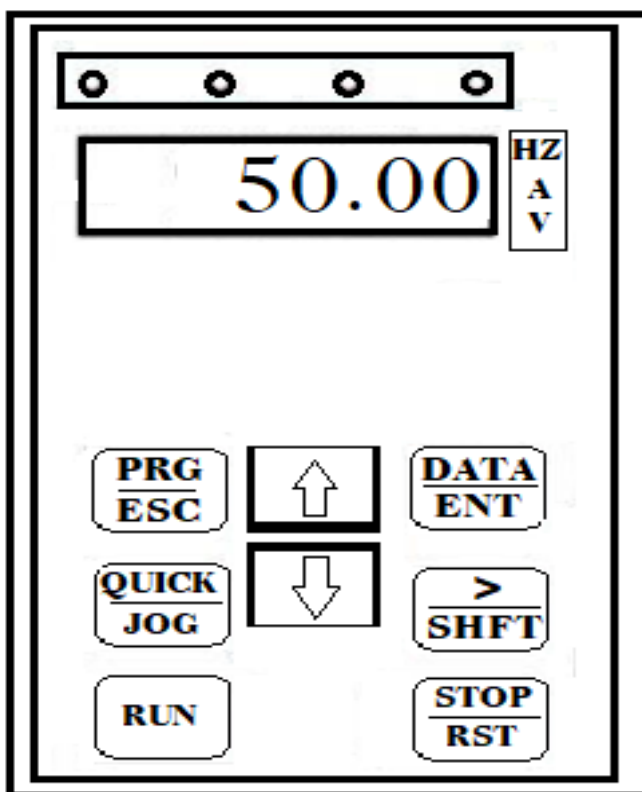 50.00
HZ
A
V
PRG
ESC
DATA
ENT
QUICK
JOG
>
SHFT
RUN
STOP
RST